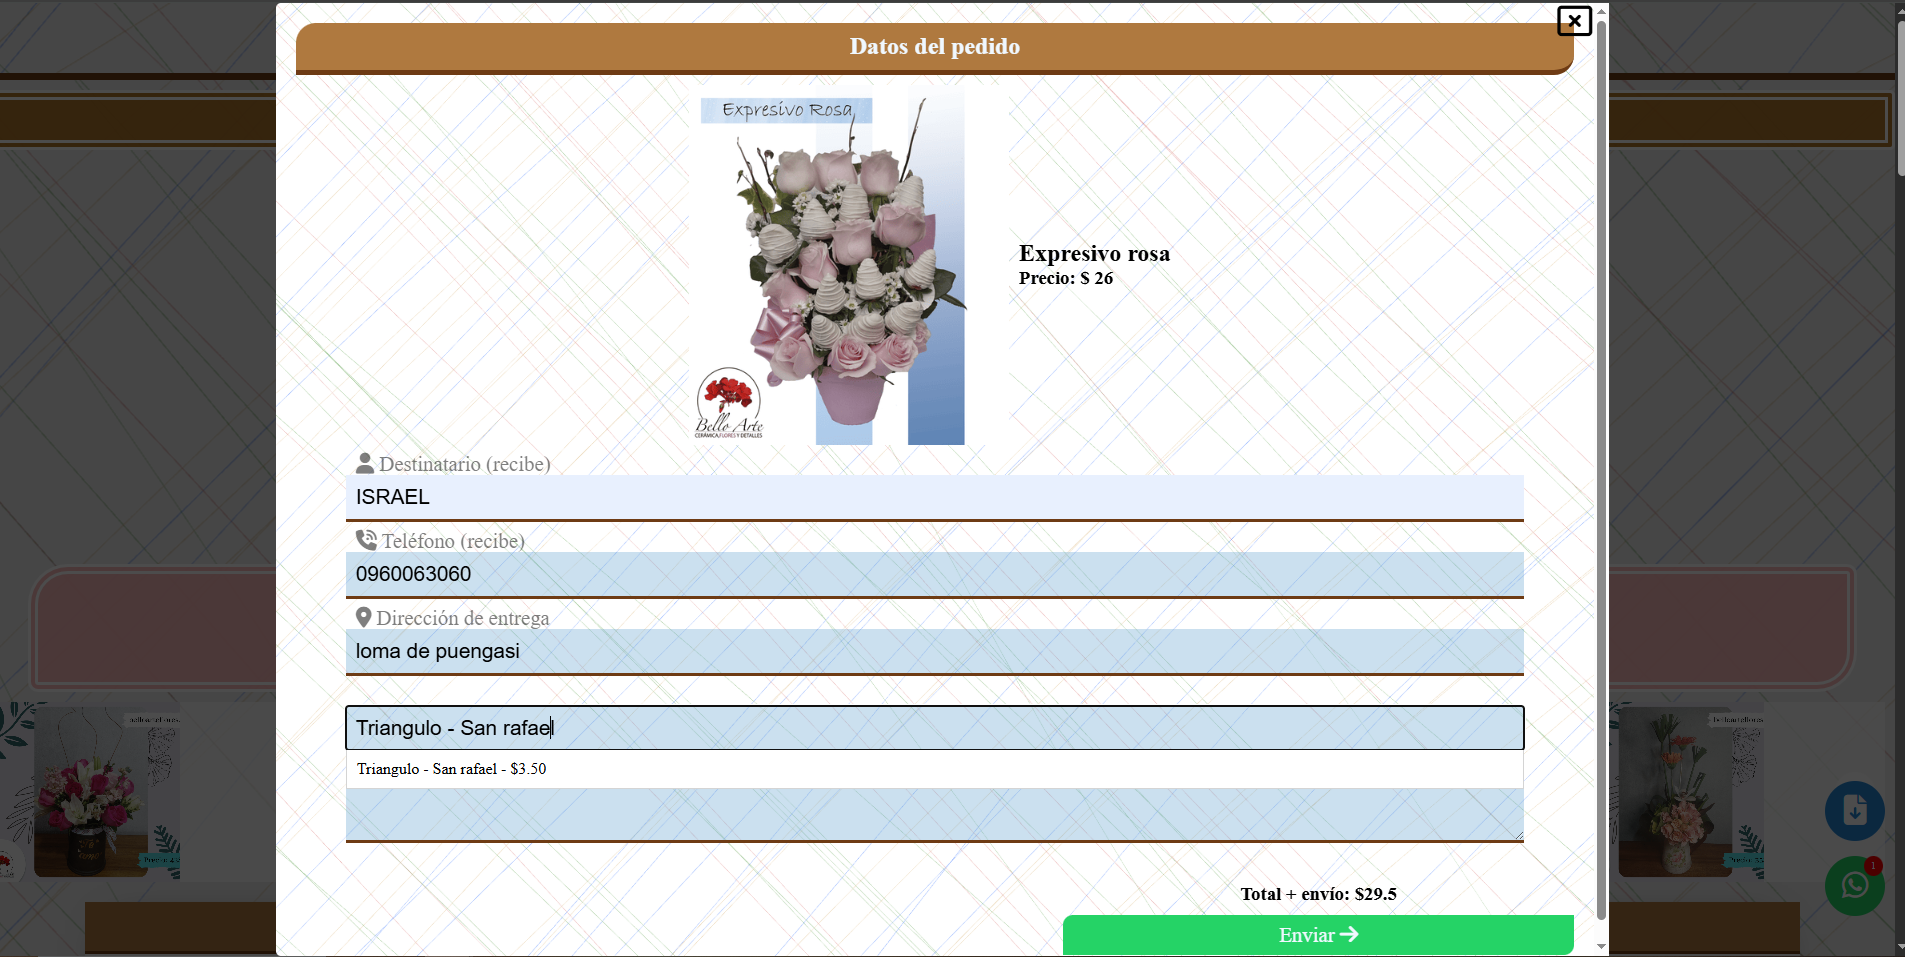 Datos del pedido
Expresivo Rosa
Expresivo rosa
Precio: $ 26
Bello Arte
CERÁMICA, FLORES Y DETALLES
Destinatario (recibe)
ISRAEL
Teléfono (recibe)
0960063060
Dirección de entrega
loma de puengasi
Triangulo - San rafael
Triangulo - San rafael - $3.50
1
Total + envío: $29.5
Enviar